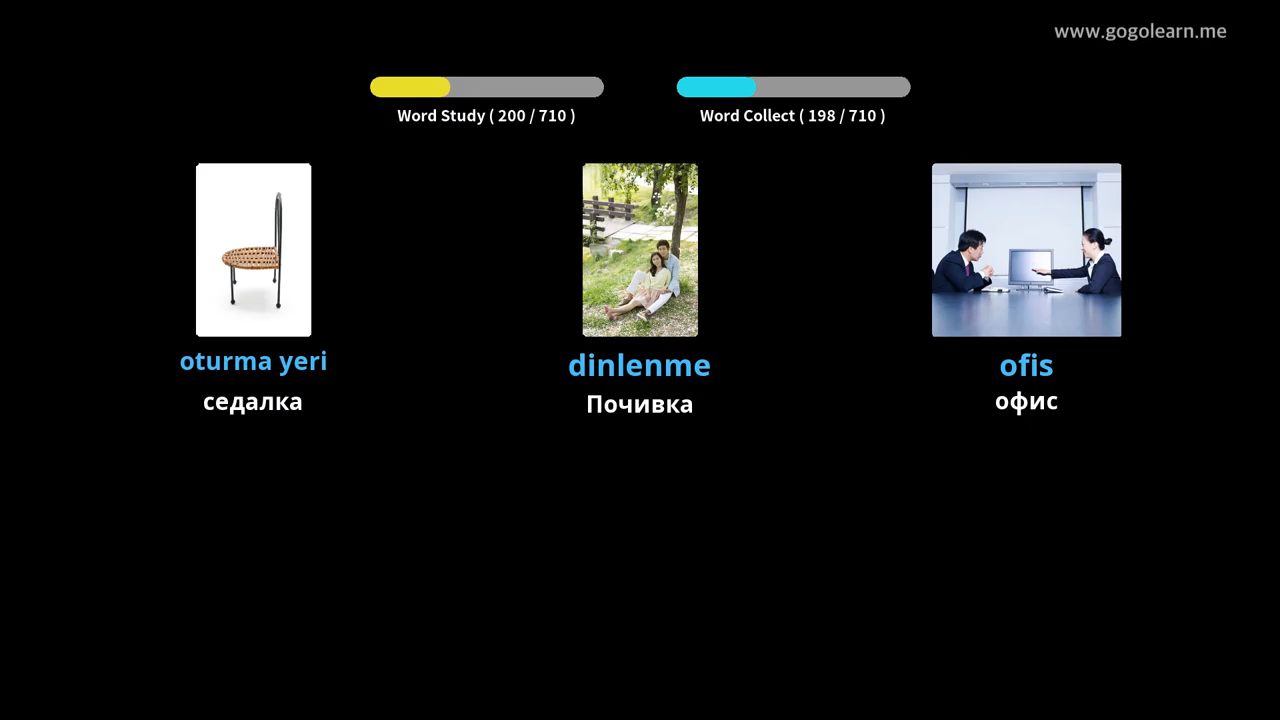 www.gogolearn.me
Word Study ( 200 / 710 )
Word Collect ( 198 / 710 )
oturma yeri
седалка
dinlenme
Почивка
ofis
офис